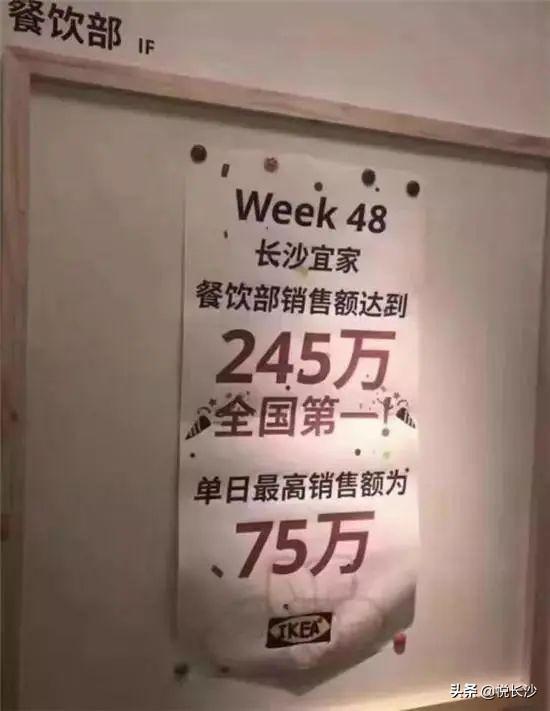 餐饮部 IF
Week 48
长沙宜家
餐饮部销售额达到
245万
全国第一!
单日最高销售额为
75万
IKEA
头条 @悦长沙